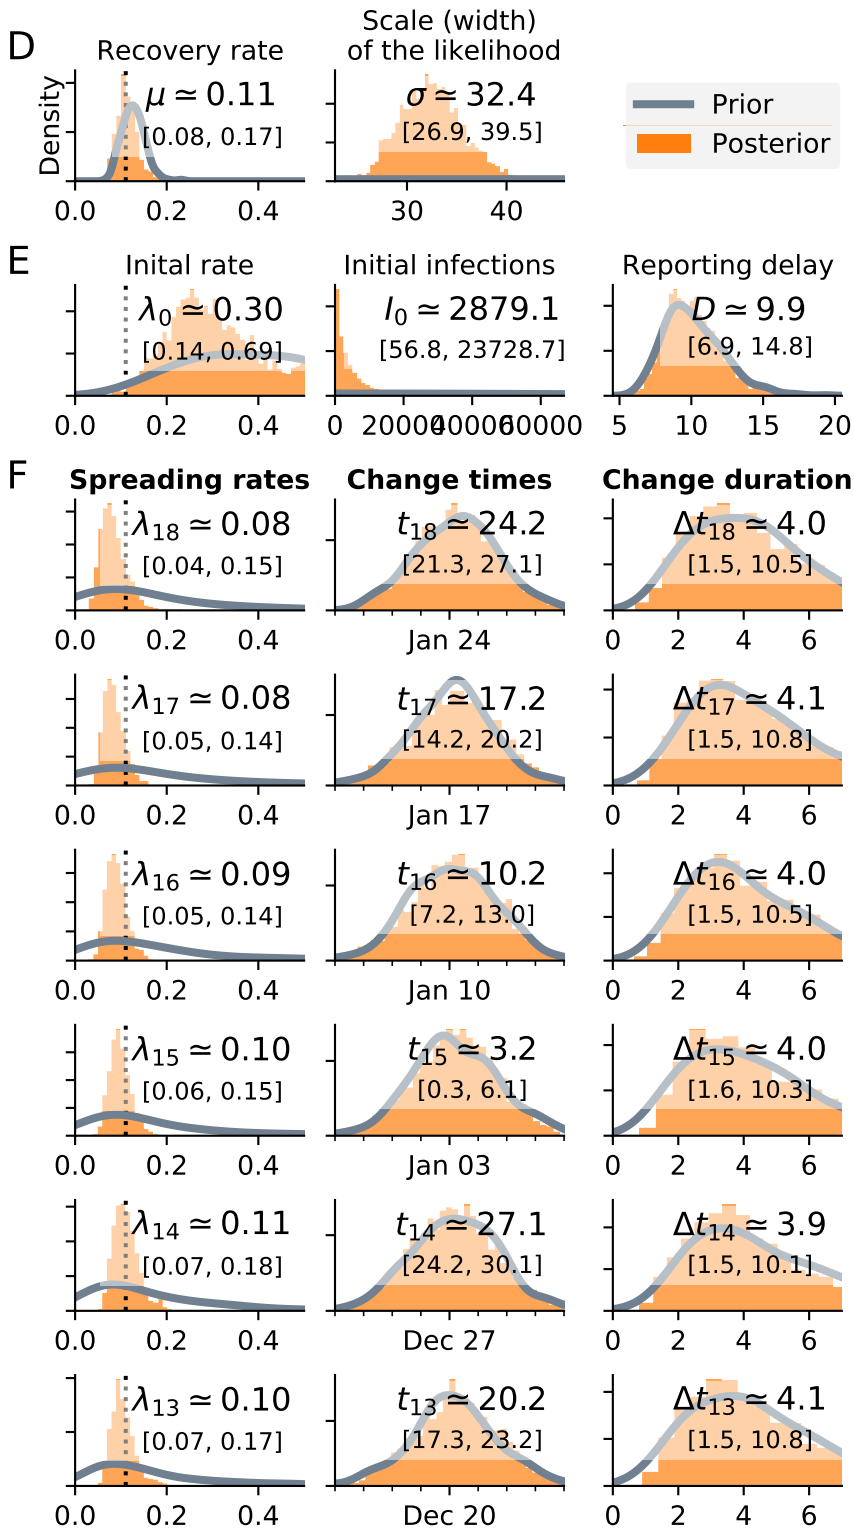 D
Recovery rate
Scale (width)
of the likelihood
Density
μ ≃ 0.11
[0.08, 0.17]
0.0 0.2 0.4
σ ≃ 32.4
[26.9, 39.5]
30 40
Prior
Posterior
E
Inital rate
λ0 ≃ 0.30
[0.14, 0.69]
0.0 0.2 0.4
Initial infections
I0 ≃ 2879.1
[56.8, 23728.7]
0 20000 40000 60000
Reporting delay
D ≃ 9.9
[6.9, 14.8]
5 10 15 20
F
Spreading rates Change times Change duration
λ18 ≃ 0.08
[0.04, 0.15]
0.0 0.2 0.4
t18 ≃ 24.2
[21.3, 27.1]
Jan 24
Δt18 ≃ 4.0
[1.5, 10.5]
0 2 4 6
λ17 ≃ 0.08
[0.05, 0.14]
0.0 0.2 0.4
t17 ≃ 17.2
[14.2, 20.2]
Jan 17
Δt17 ≃ 4.1
[1.5, 10.8]
0 2 4 6
λ16 ≃ 0.09
[0.05, 0.14]
0.0 0.2 0.4
t16 ≃ 10.2
[7.2, 13.0]
Jan 10
Δt16 ≃ 4.0
[1.5, 10.5]
0 2 4 6
λ15 ≃ 0.10
[0.06, 0.15]
0.0 0.2 0.4
t15 ≃ 3.2
[0.3, 6.1]
Jan 03
Δt15 ≃ 4.0
[1.6, 10.3]
0 2 4 6
λ14 ≃ 0.11
[0.07, 0.18]
0.0 0.2 0.4
t14 ≃ 27.1
[24.2, 30.1]
Dec 27
Δt14 ≃ 3.9
[1.5, 10.1]
0 2 4 6
λ13 ≃ 0.10
[0.07, 0.17]
0.0 0.2 0.4
t13 ≃ 20.2
[17.3, 23.2]
Dec 20
Δt13 ≃ 4.1
[1.5, 10.8]
0 2 4 6